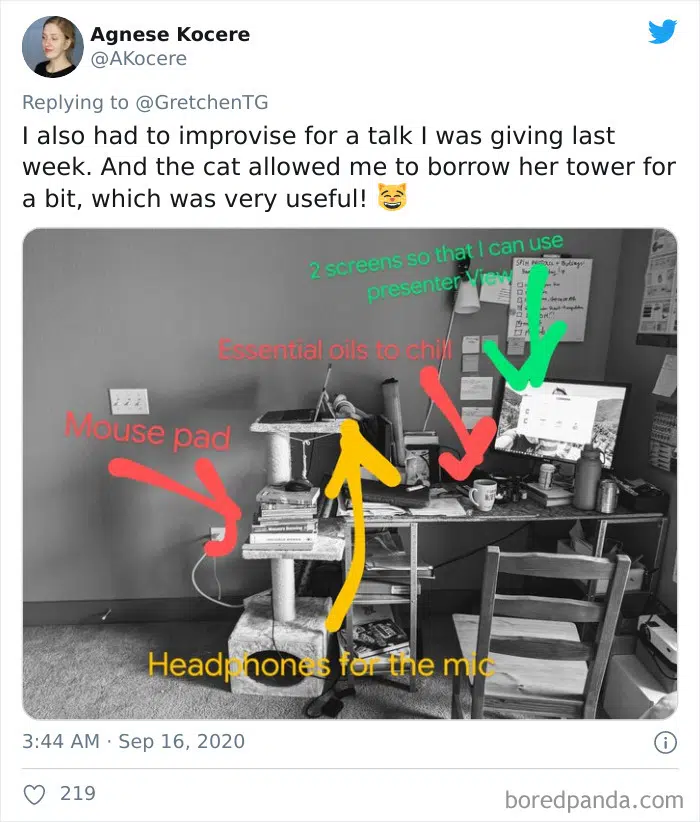 Agnese Kocere
@AKocere
Replying to @GretchenTG
I also had to improvise for a talk I was giving last
week. And the cat allowed me to borrow her tower for
a bit, which was very useful! 😹
2 screens so that I can use
presenter View
Essential oils to chill
Mouse pad
Headphones for the mic
3:44 AM · Sep 16, 2020
219
boredpanda.com